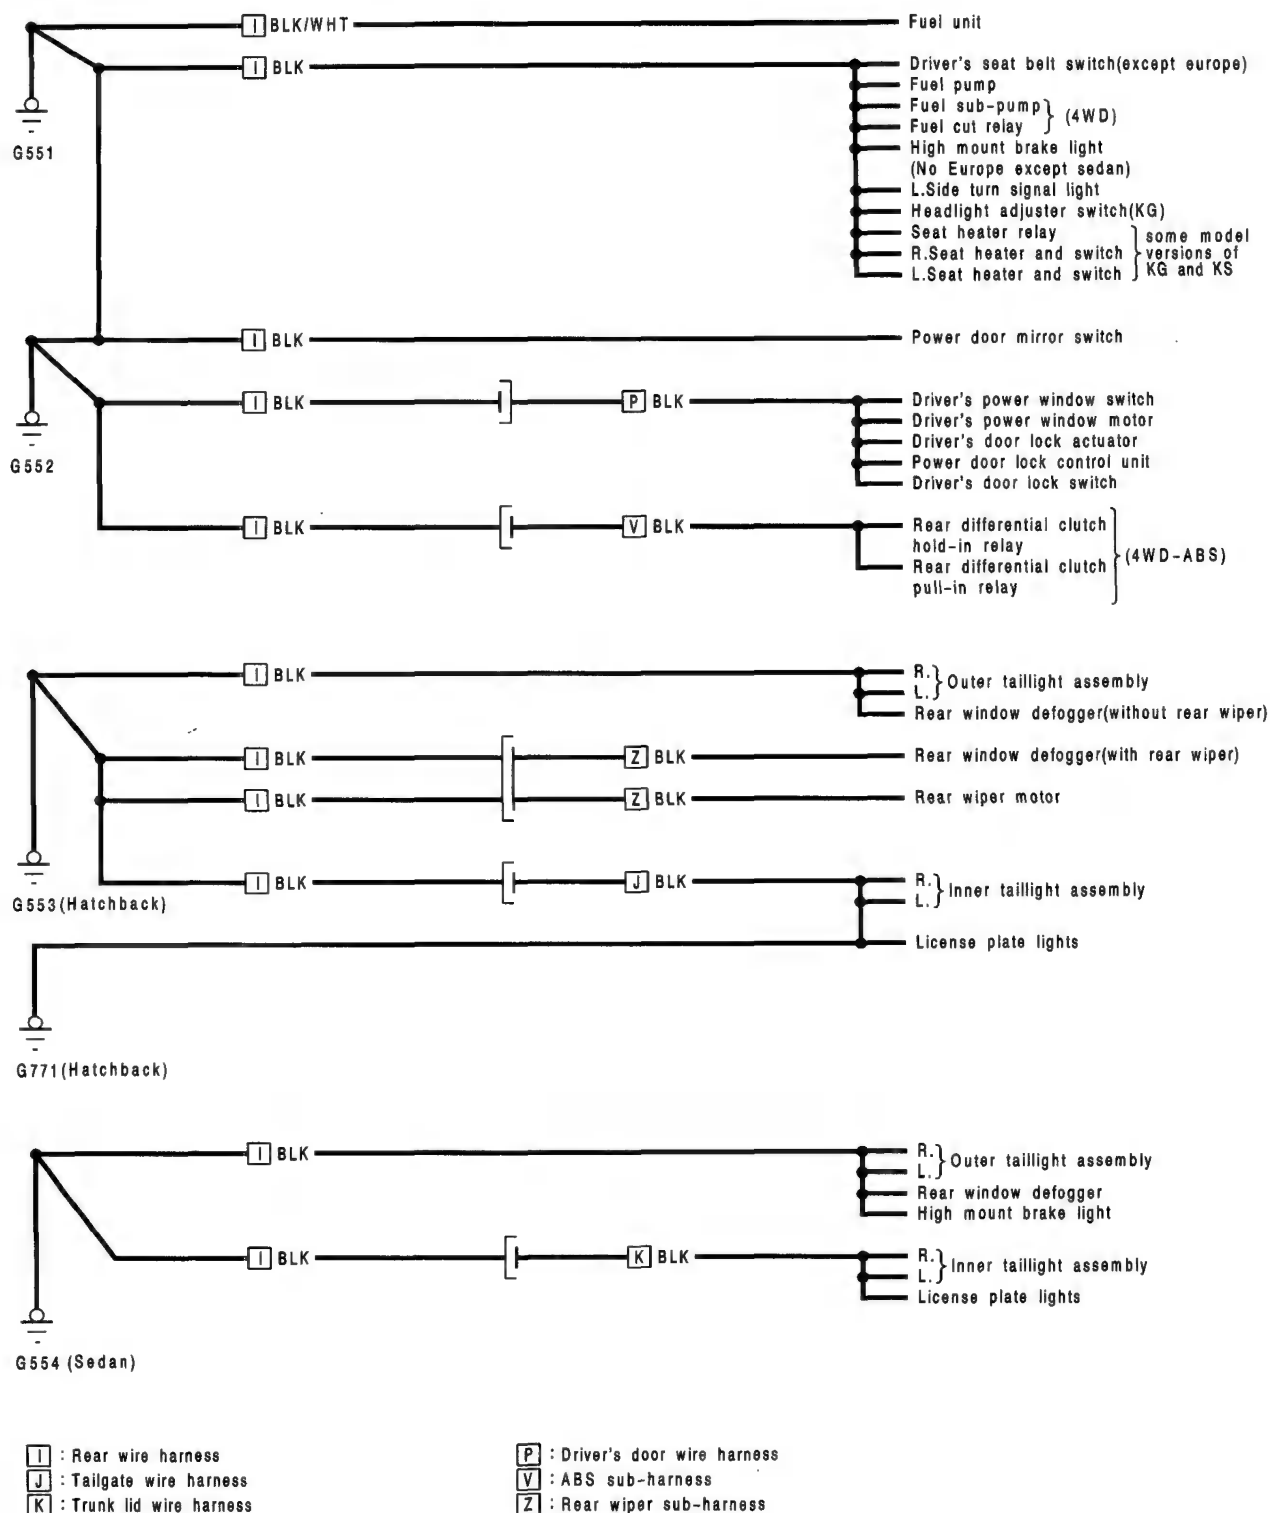 I BLK/WHT Fuel unit
I BLK Driver's seat belt switch(except europe)
Fuel pump
Fuel sub-pump
(4WD)
Fuel cut relay
High mount brake light
(No Europe except sedan)
L.Side turn signal light
Headlight adjuster switch(KG)
Seat heater relay
R.Seat heater and switch
L.Seat heater and switch
some model
versions of
KG and KS
G551
I BLK Power door mirror switch
I BLK P BLK Driver's power window switch
Driver's power window motor
Driver's door lock actuator
Power door lock control unit
Driver's door lock switch
G552
I BLK V BLK Rear differential clutch
hold-in relay
Rear differential clutch
pull-in relay
(4WD-ABS)
I BLK R.
L.
Outer taillight assembly
Rear window defogger(without rear wiper)
I BLK Z BLK Rear window defogger(with rear wiper)
I BLK Z BLK Rear wiper motor
I BLK J BLK R.
L.
Inner taillight assembly
G553(Hatchback)
License plate lights
G771(Hatchback)
I BLK R.
L.
Outer taillight assembly
Rear window defogger
High mount brake light
I BLK K BLK R.
L.
Inner taillight assembly
License plate lights
G554 (Sedan)
I : Rear wire harness
J : Tailgate wire harness
K : Trunk lid wire harness
P : Driver's door wire harness
V : ABS sub-harness
Z : Rear wiper sub-harness